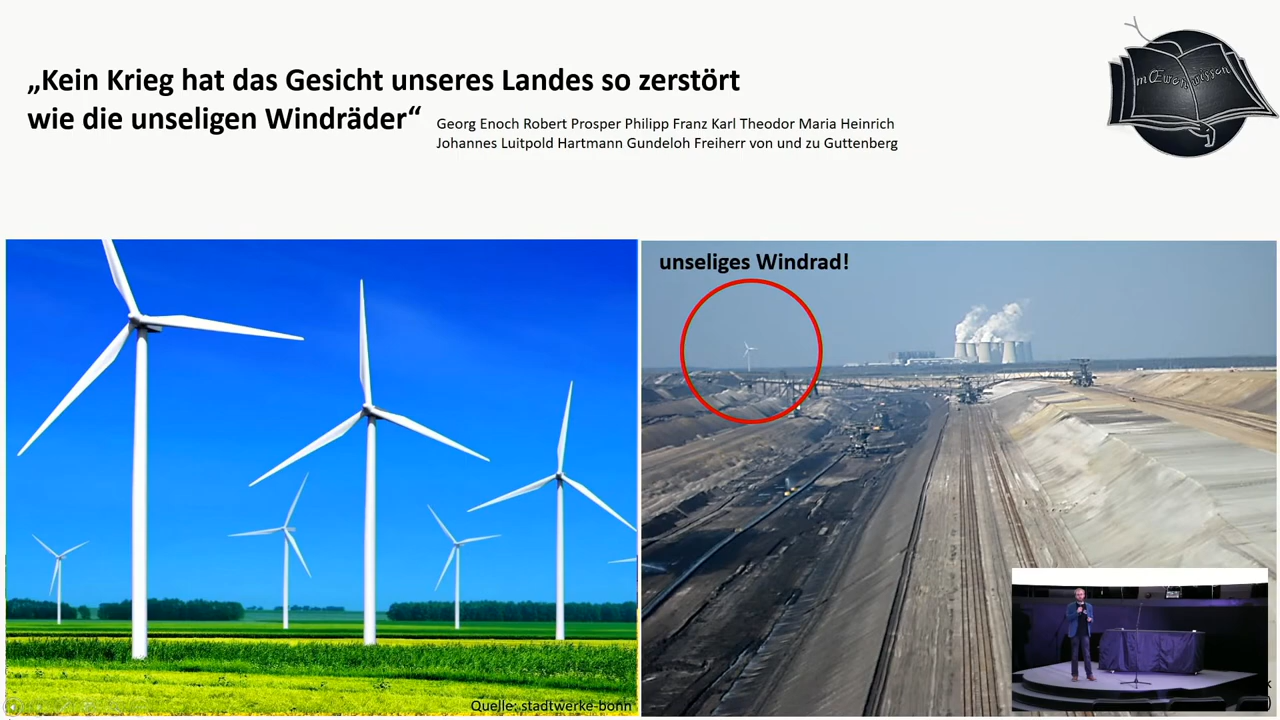 „Kein Krieg hat das Gesicht unseres Landes so zerstört
wie die unseligen Windräder“
Georg Enoch Robert Prosper Philipp Franz Karl Theodor Maria Heinrich
Johannes Luitpold Hartmann Gundeloh Freiherr von und zu Guttenberg
unseliges Windrad!
Quelle: stadtwerke-bonn